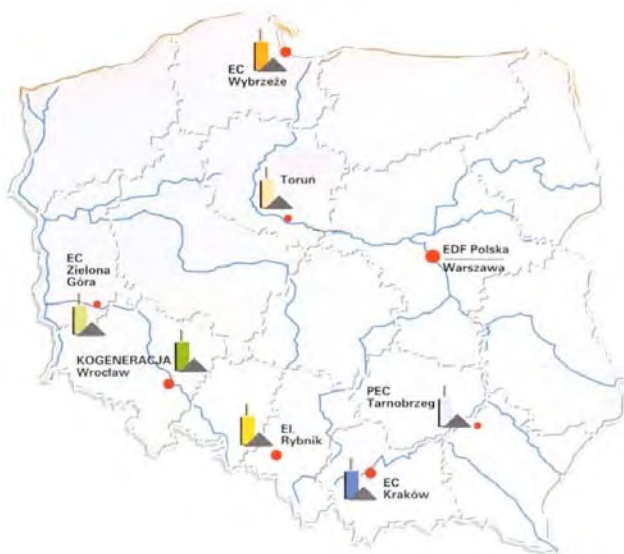 EC
Wybrzeże
Toruń
EDF Polska
Warszawa
EC
Zielona
Góra
KOGENERACJA
Wrocław
PEC
Tarnobrzeg
EL
Rybnik
EC
Kraków